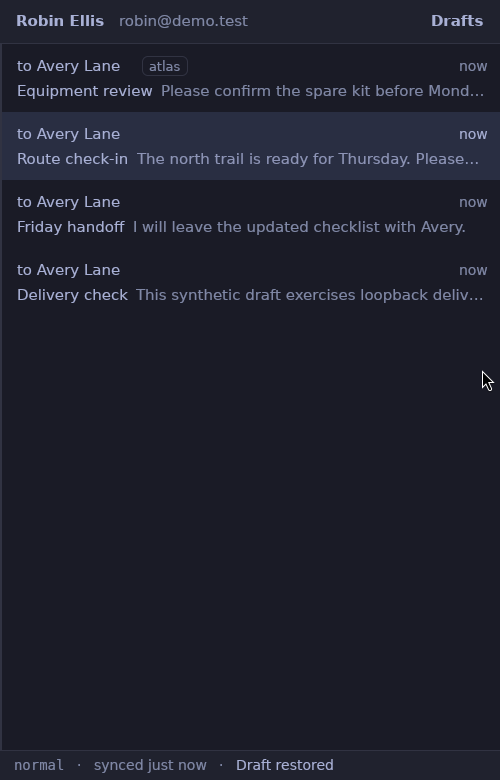 Robin Ellis robin@demo.test Drafts
to Avery Lane atlas now
Equipment review Please confirm the spare kit before Mond…
to Avery Lane now
Route check-in The north trail is ready for Thursday. Please…
to Avery Lane now
Friday handoff I will leave the updated checklist with Avery.
to Avery Lane now
Delivery check This synthetic draft exercises loopback deliv…
normal · synced just now · Draft restored